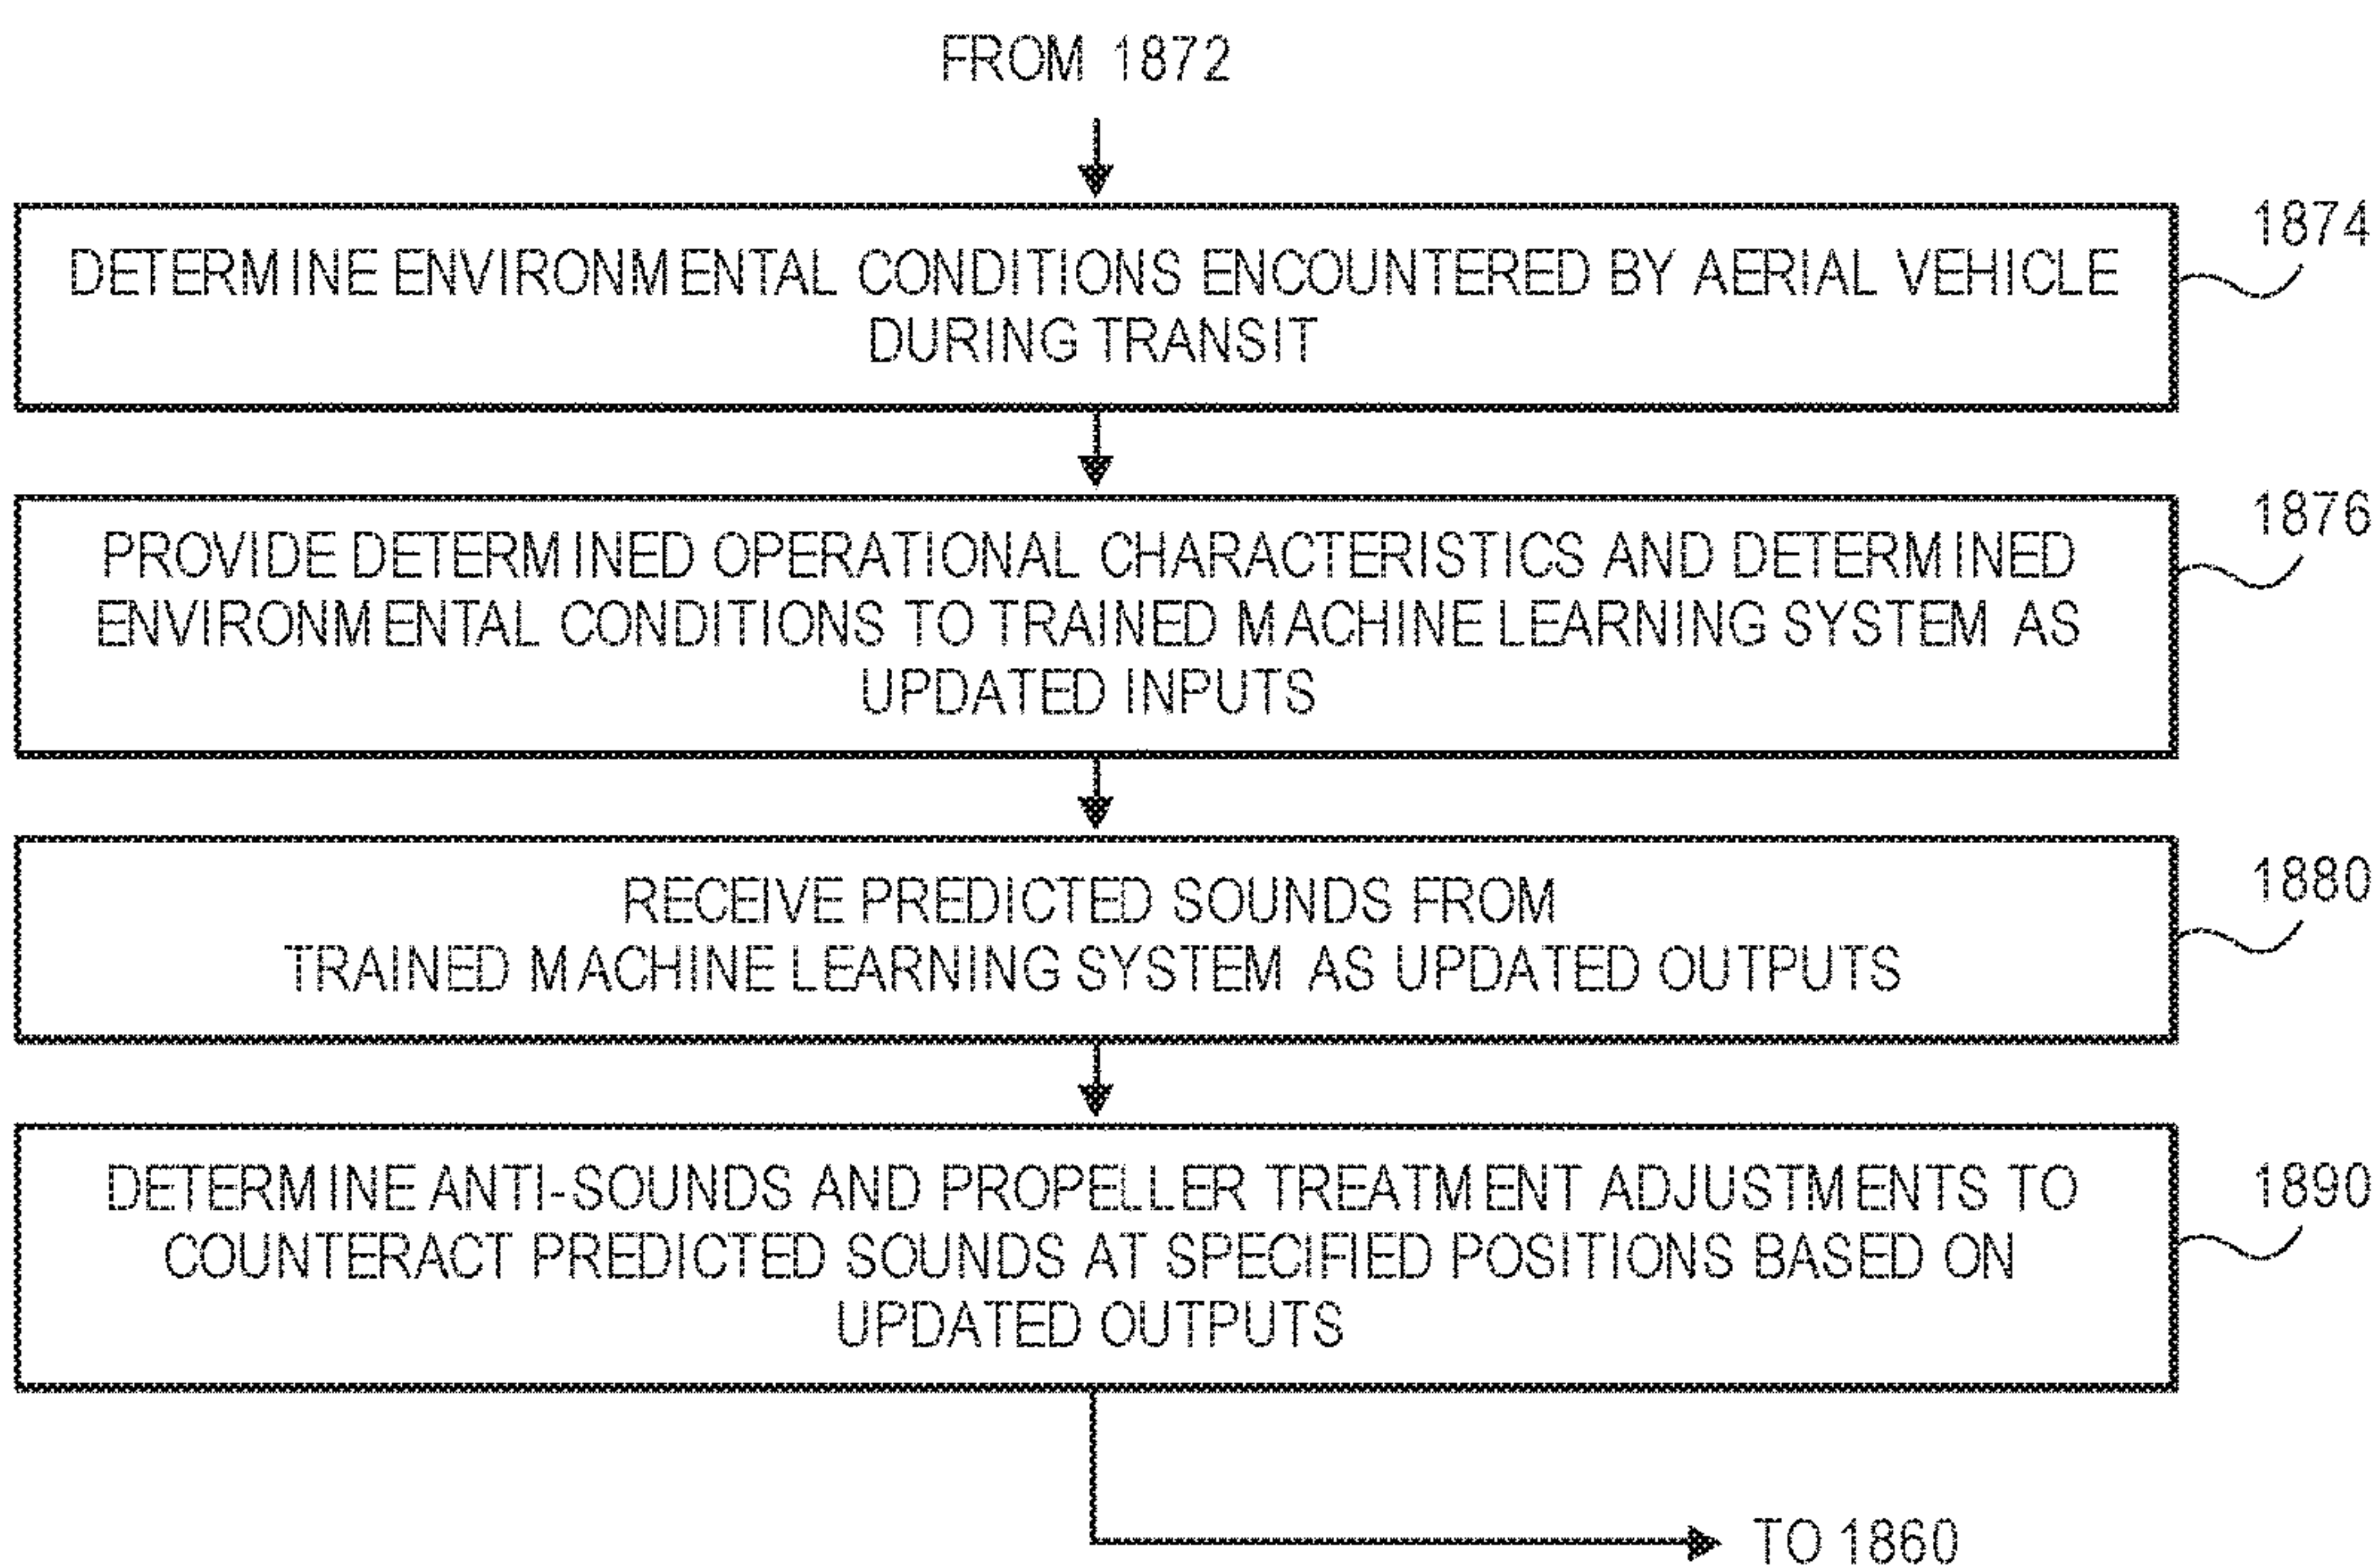 FROM 1872
1874
DETERMINE ENVIRONMENTAL CONDITIONS ENCOUNTERED BY AERIAL VEHICLE
DURING TRANSIT
1876
PROVIDE DETERMINED OPERATIONAL CHARACTERISTICS AND DETERMINED
ENVIRONMENTAL CONDITIONS TO TRAINED MACHINE LEARNING SYSTEM AS
UPDATED INPUTS
1880
RECEIVE PREDICTED SOUNDS FROM
TRAINED MACHINE LEARNING SYSTEM AS UPDATED OUTPUTS
1890
DETERMINE ANTI-SOUNDS AND PROPELLER TREATMENT ADJUSTMENTS TO
COUNTERACT PREDICTED SOUNDS AT SPECIFIED POSITIONS BASED ON
UPDATED OUTPUTS
TO 1860